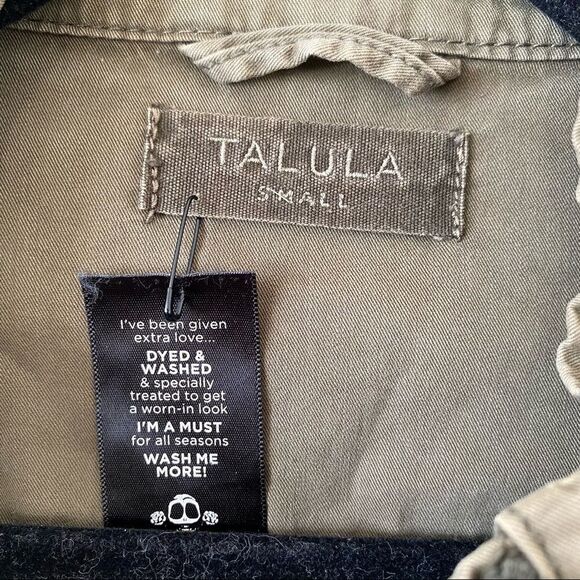 TALULA
SMALL
I've been given
extra love...
DYED &
WASHED
& specially
treated to get
a worn-in look
I'M A MUST
for all seasons
WASH ME
MORE!